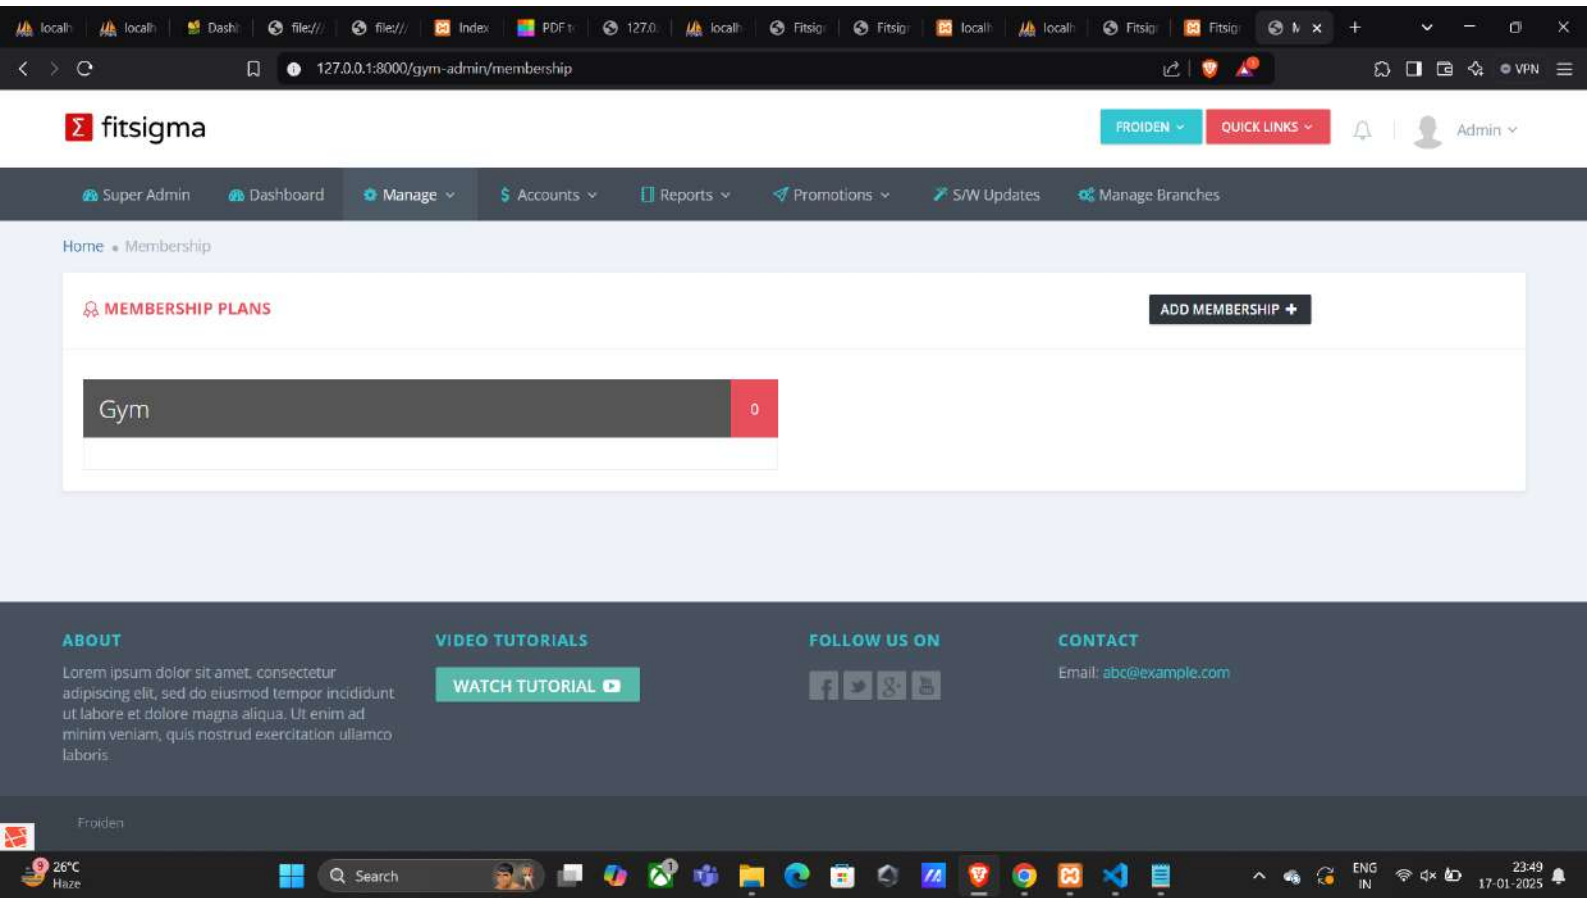 localh
localh
Dashb
file:///
file:///
Index
PDF t
127.0.
localh
Fitsig
Fitsig
localh
localh
Fitsig
Fitsig
127.0.0.1:8000/gym-admin/membership
VPN
Σ fitsigma
FROIDEN
QUICK LINKS
Admin
Super Admin
Dashboard
Manage
Accounts
Reports
Promotions
S/W Updates
Manage Branches
Home • Membership
MEMBERSHIP PLANS
ADD MEMBERSHIP +
Gym
0
ABOUT
Lorem ipsum dolor sit amet, consectetur
adipiscing elit, sed do eiusmod tempor incididunt
ut labore et dolore magna aliqua. Ut enim ad
minim veniam, quis nostrud exercitation ullamco
laboris
VIDEO TUTORIALS
WATCH TUTORIAL
FOLLOW US ON
CONTACT
Email: abc@example.com
Froiden
9
26°C
Haze
Search
ENG
IN
23:49
17-01-2025